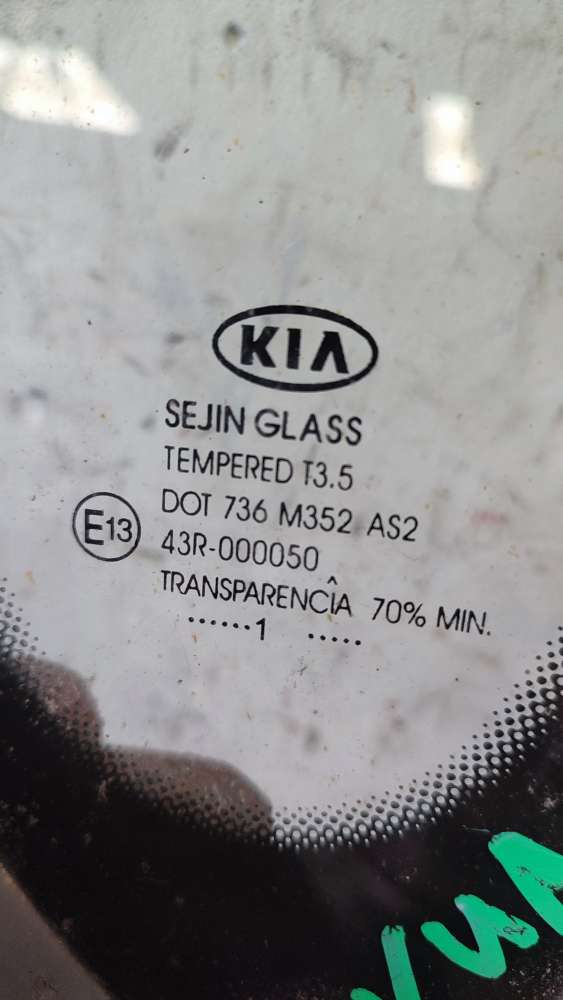 KIA
SEJIN GLASS
TEMPERED T3.5
DOT 736 M352 AS2
E13
43R-000050
TRANSPARENCÎA 70% MIN.
······1 ·····